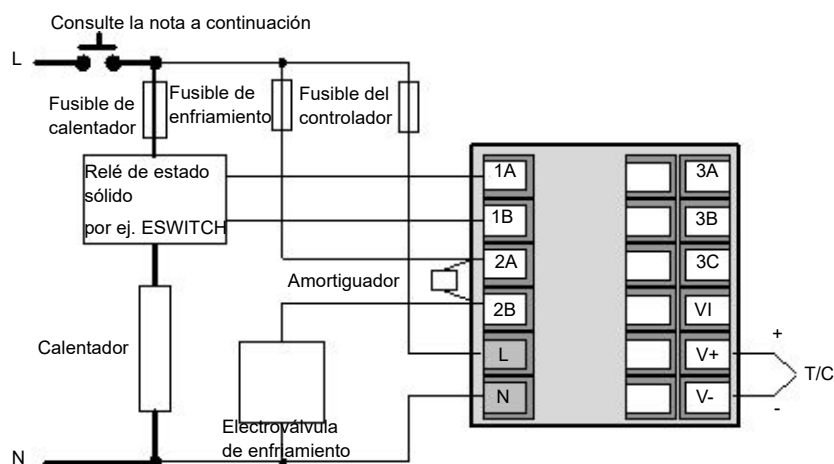 Consulte la nota a continuación
L
Fusible de
calentador
Fusible de
enfriamiento
Fusible del
controlador
Relé de estado
sólido
por ej. ESWITCH
1A
3A
1B
3B
2A
3C
Amortiguador
2B
VI
Calentador
L
V+
+
T/C
N
V-
-
Electroválvula
de enfriamiento
N